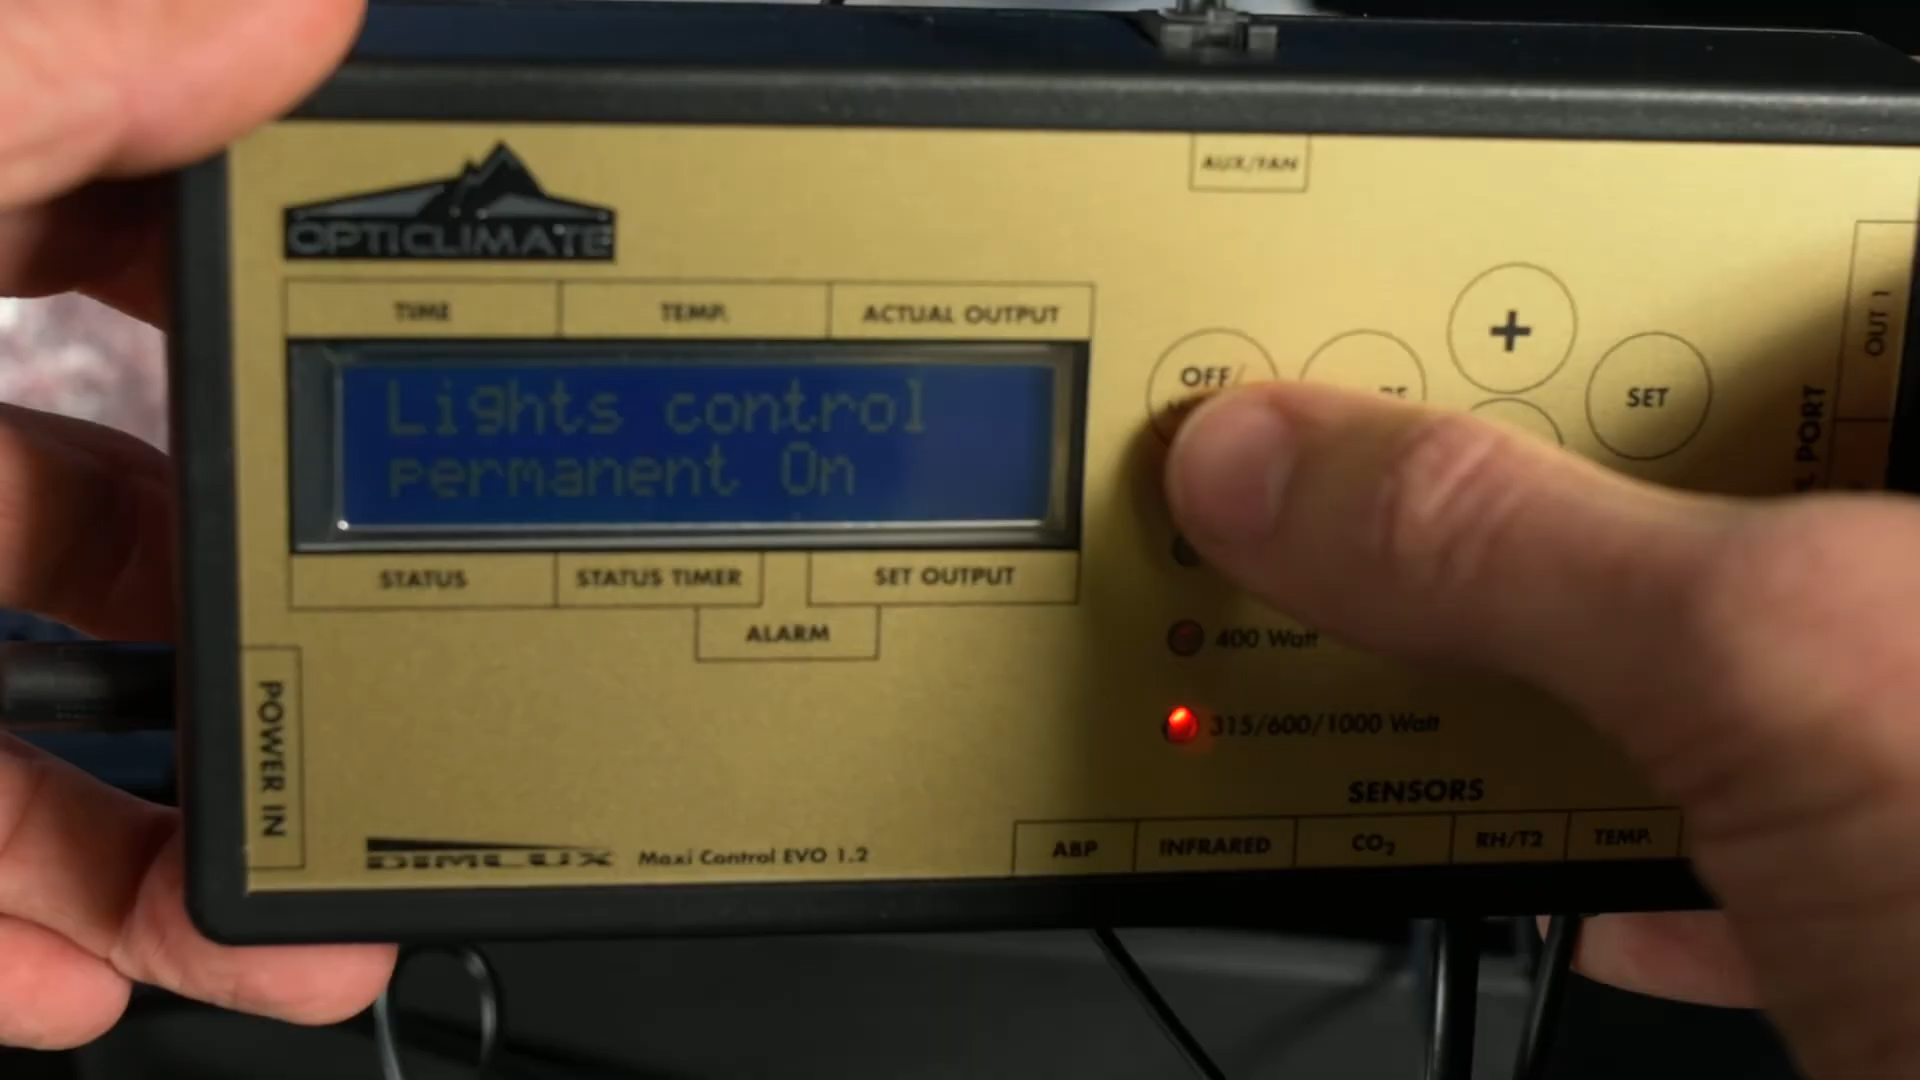 AUX/FAN
OPTICLIMATE
TIME
TEMP.
ACTUAL OUTPUT
Lights control
permanent On
OFF/
+
SET
OUT 1
STATUS
STATUS TIMER
SET OUTPUT
ALARM
400 Watt
315/600/1000 Watt
POWER IN
SENSORS
DIMLUX
Maxi Control EVO 1.2
ABP
INFRARED
CO₂
RH/T2
TEMP.
PORT